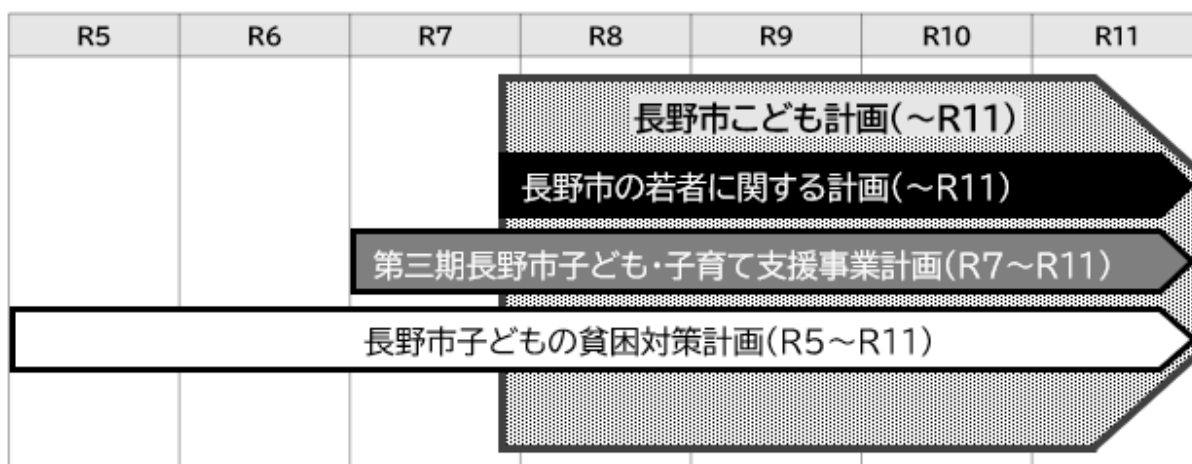 R5 R6 R7 R8 R9 R10 R11
長野市こども計画(～R11)
長野市の若者に関する計画(～R11)
第三期長野市子ども・子育て支援事業計画(R7～R11)
長野市子どもの貧困対策計画(R5～R11)